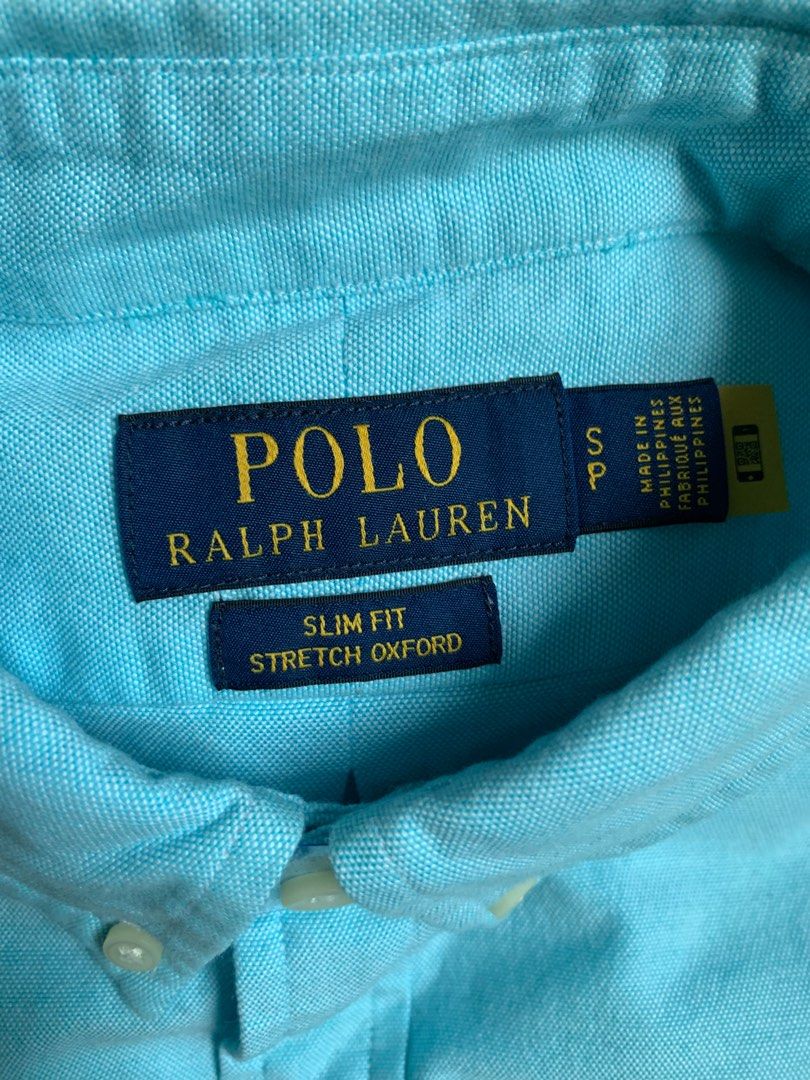 POLO
RALPH LAUREN
S
P
MADE IN
PHILIPPINES
FABRIQUÉ AUX
PHILIPPINES
SLIM FIT
STRETCH OXFORD